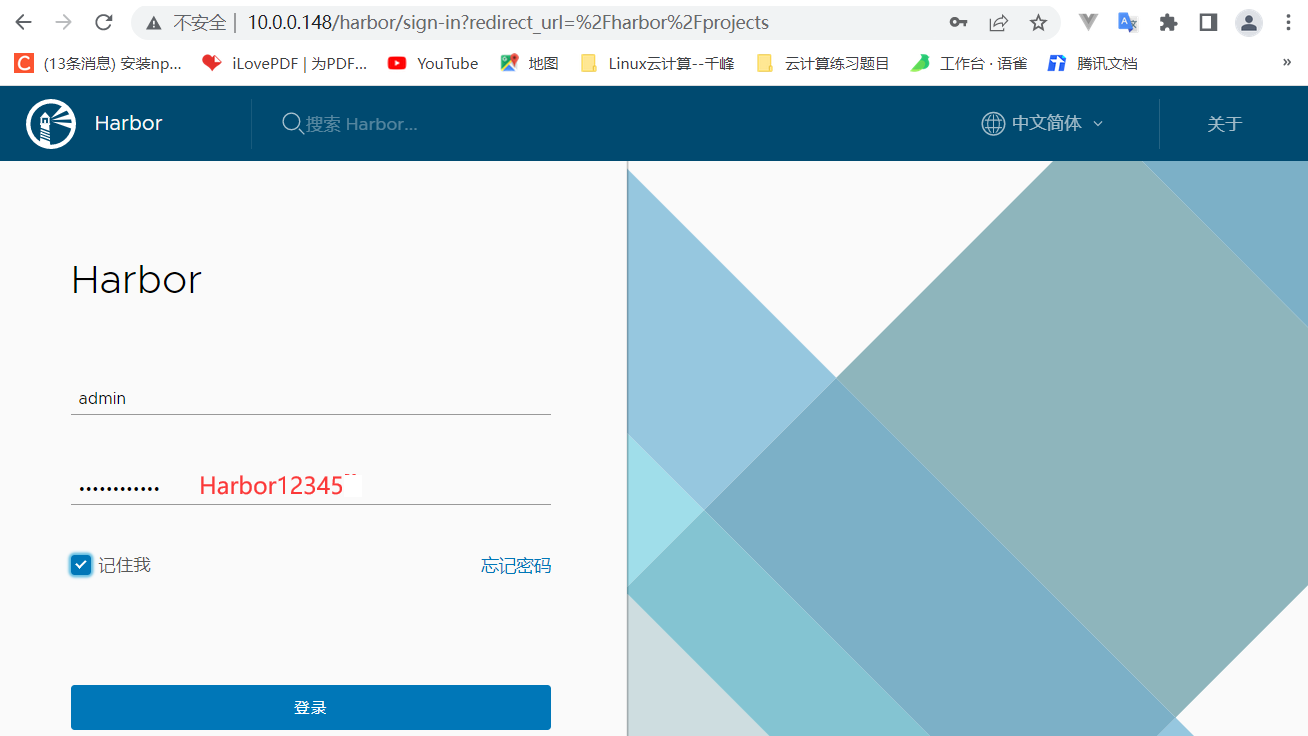 不安全 | 10.0.0.148/harbor/sign-in?redirect_url=%2Fharbor%2Fprojects
(13条消息) 安装np... iLovePDF | 为PDF... YouTube 地图 Linux云计算--千峰 云计算练习题目 工作台 · 语雀 腾讯文档 »
Harbor 搜索 Harbor... 中文简体 关于
Harbor
admin
•••••••••••• Harbor12345
记住我 忘记密码
登录